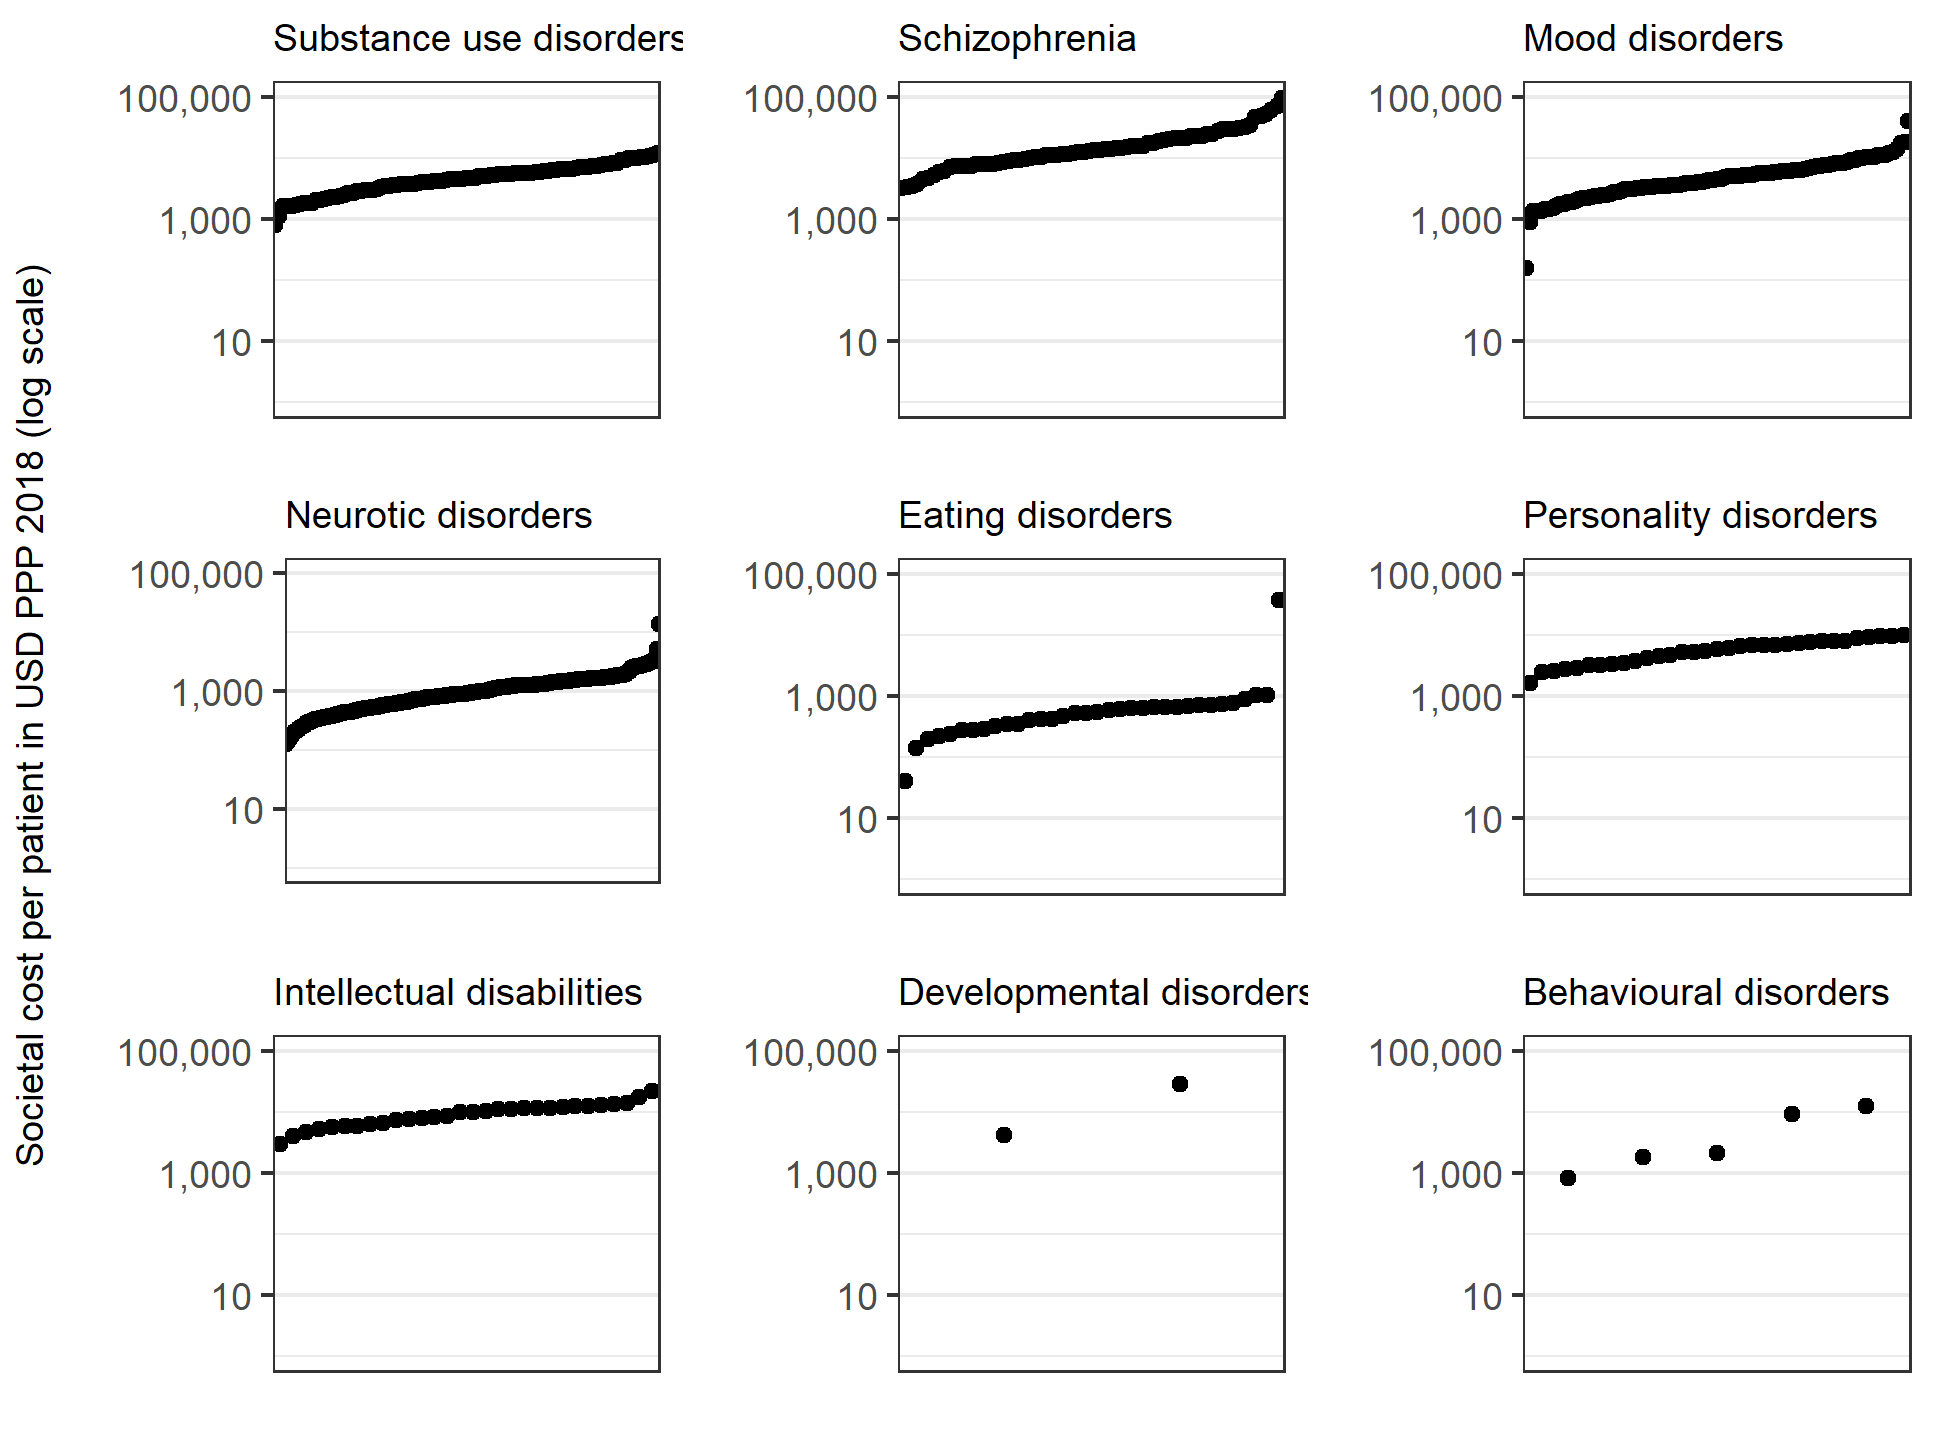 Societal cost per patient in USD PPP 2018 (log scale)
Substance use disorders
100,000
1,000
10
Schizophrenia
100,000
1,000
10
Mood disorders
100,000
1,000
10
Neurotic disorders
100,000
1,000
10
Eating disorders
100,000
1,000
10
Personality disorders
100,000
1,000
10
Intellectual disabilities
100,000
1,000
10
Developmental disorders
100,000
1,000
10
Behavioural disorders
100,000
1,000
10